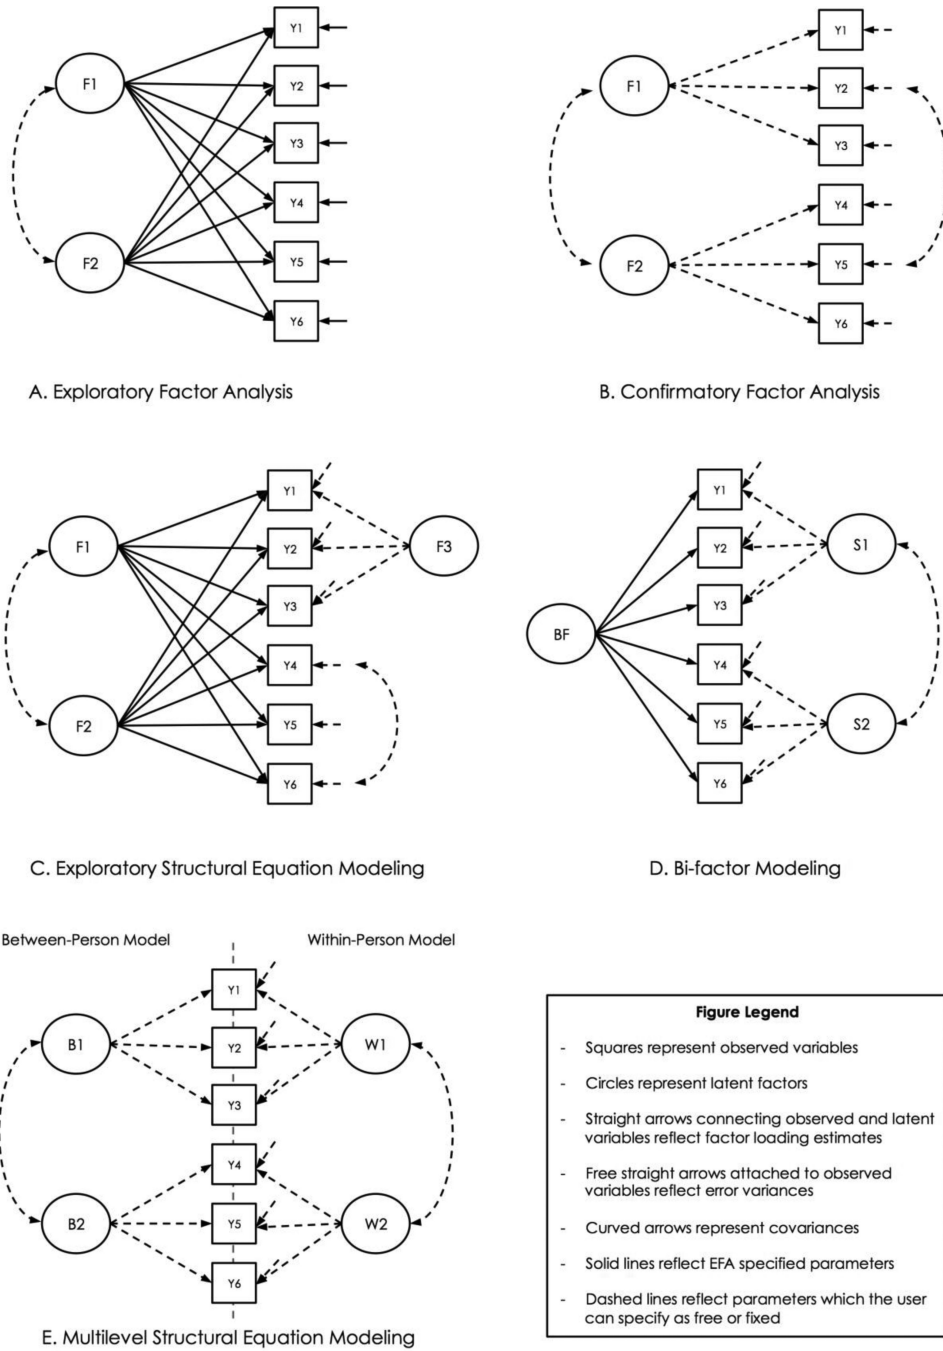 F1
F2
Y1
Y2
Y3
Y4
Y5
Y6
A. Exploratory Factor Analysis
F1
F2
Y1
Y2
Y3
Y4
Y5
Y6
B. Confirmatory Factor Analysis
F1
F2
Y1
Y2
Y3
Y4
Y5
Y6
F3
C. Exploratory Structural Equation Modeling
BF
Y1
Y2
Y3
Y4
Y5
Y6
S1
S2
D. Bi-factor Modeling
Between-Person Model
Within-Person Model
B1
B2
Y1
Y2
Y3
Y4
Y5
Y6
W1
W2
E. Multilevel Structural Equation Modeling
Figure Legend
- Squares represent observed variables
- Circles represent latent factors
- Straight arrows connecting observed and latent
variables reflect factor loading estimates
- Free straight arrows attached to observed
variables reflect error variances
- Curved arrows represent covariances
- Solid lines reflect EFA specified parameters
- Dashed lines reflect parameters which the user
can specify as free or fixed